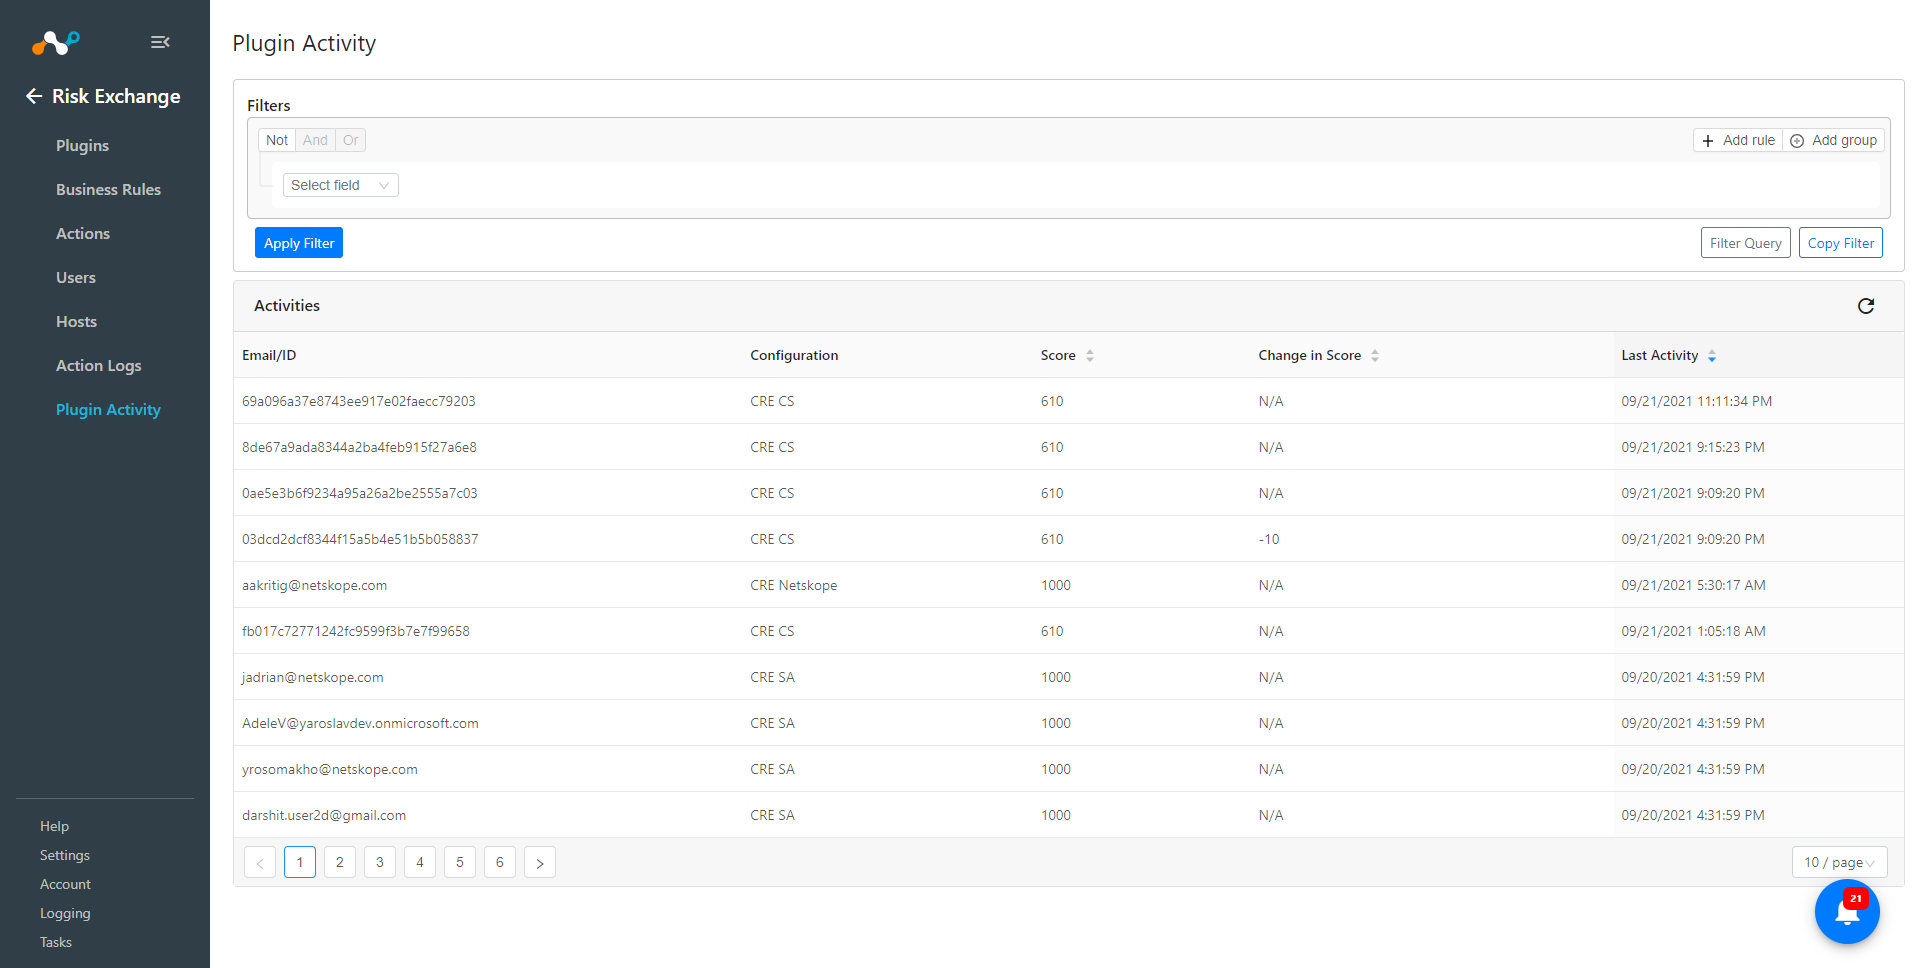 Risk Exchange
Plugins
Business Rules
Actions
Users
Hosts
Action Logs
Plugin Activity
Help
Settings
Account
Logging
Tasks
Plugin Activity
Filters
Not And Or
Add rule Add group
Select field
Apply Filter
Filter Query Copy Filter
Activities
Email/ID Configuration Score Change in Score Last Activity
69a096a37e8743ee917e02faecc79203 CRE CS 610 N/A 09/21/2021 11:11:34 PM
8de67a9ada8344a2ba4feb915f27a6e8 CRE CS 610 N/A 09/21/2021 9:15:23 PM
0ae5e3b6f9234a95a26a2be2555a7c03 CRE CS 610 N/A 09/21/2021 9:09:20 PM
03dcd2dcf8344f15a5b4e51b5b058837 CRE CS 610 -10 09/21/2021 9:09:20 PM
aakritig@netskope.com CRE Netskope 1000 N/A 09/21/2021 5:30:17 AM
fb017c72771242fc9599f3b7e7f99658 CRE CS 610 N/A 09/21/2021 1:05:18 AM
jadrian@netskope.com CRE SA 1000 N/A 09/20/2021 4:31:59 PM
AdeleV@yaroslavdev.onmicrosoft.com CRE SA 1000 N/A 09/20/2021 4:31:59 PM
yrosomakho@netskope.com CRE SA 1000 N/A 09/20/2021 4:31:59 PM
darshit.user2d@gmail.com CRE SA 1000 N/A 09/20/2021 4:31:59 PM
< 1 2 3 4 5 6 >
10 / page
21